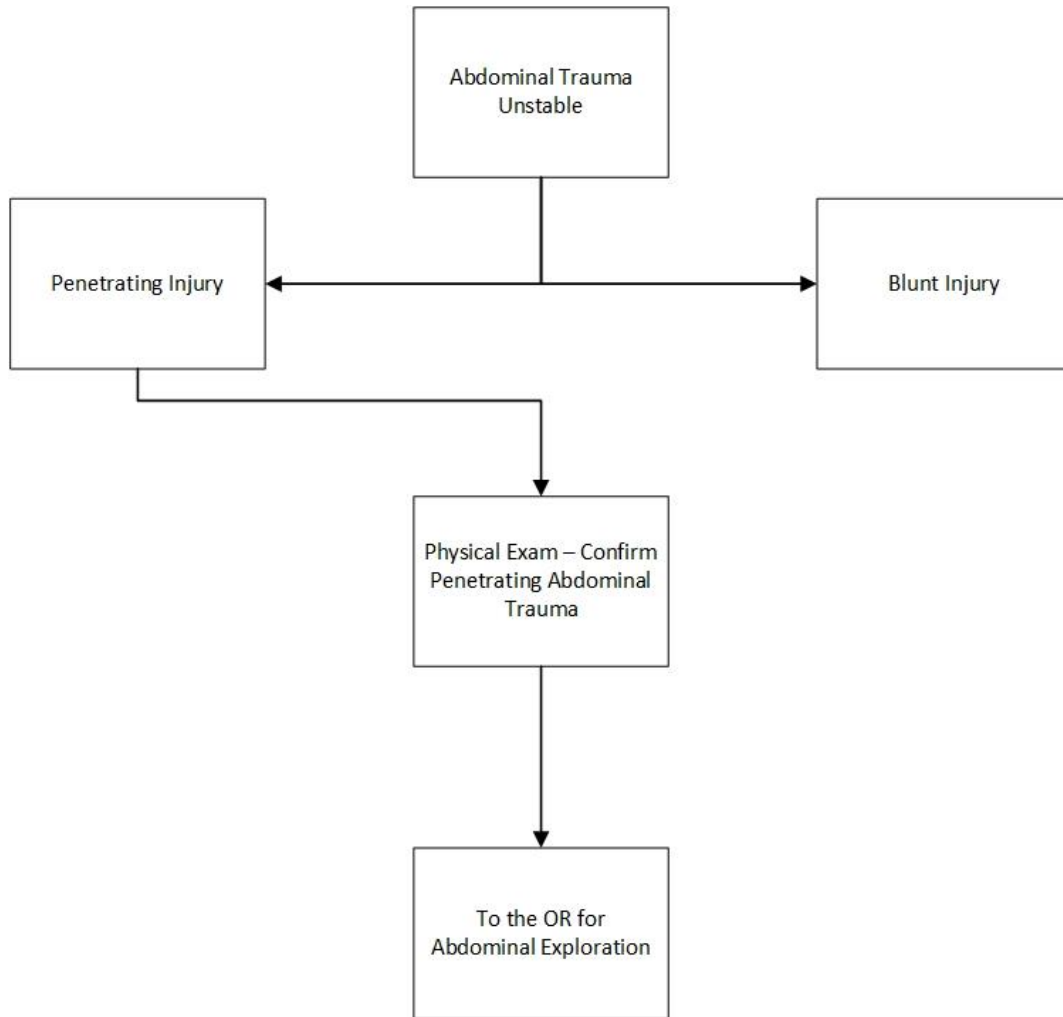 Abdominal Trauma
Unstable
Penetrating Injury
Blunt Injury
Physical Exam – Confirm
Penetrating Abdominal
Trauma
To the OR for
Abdominal Exploration